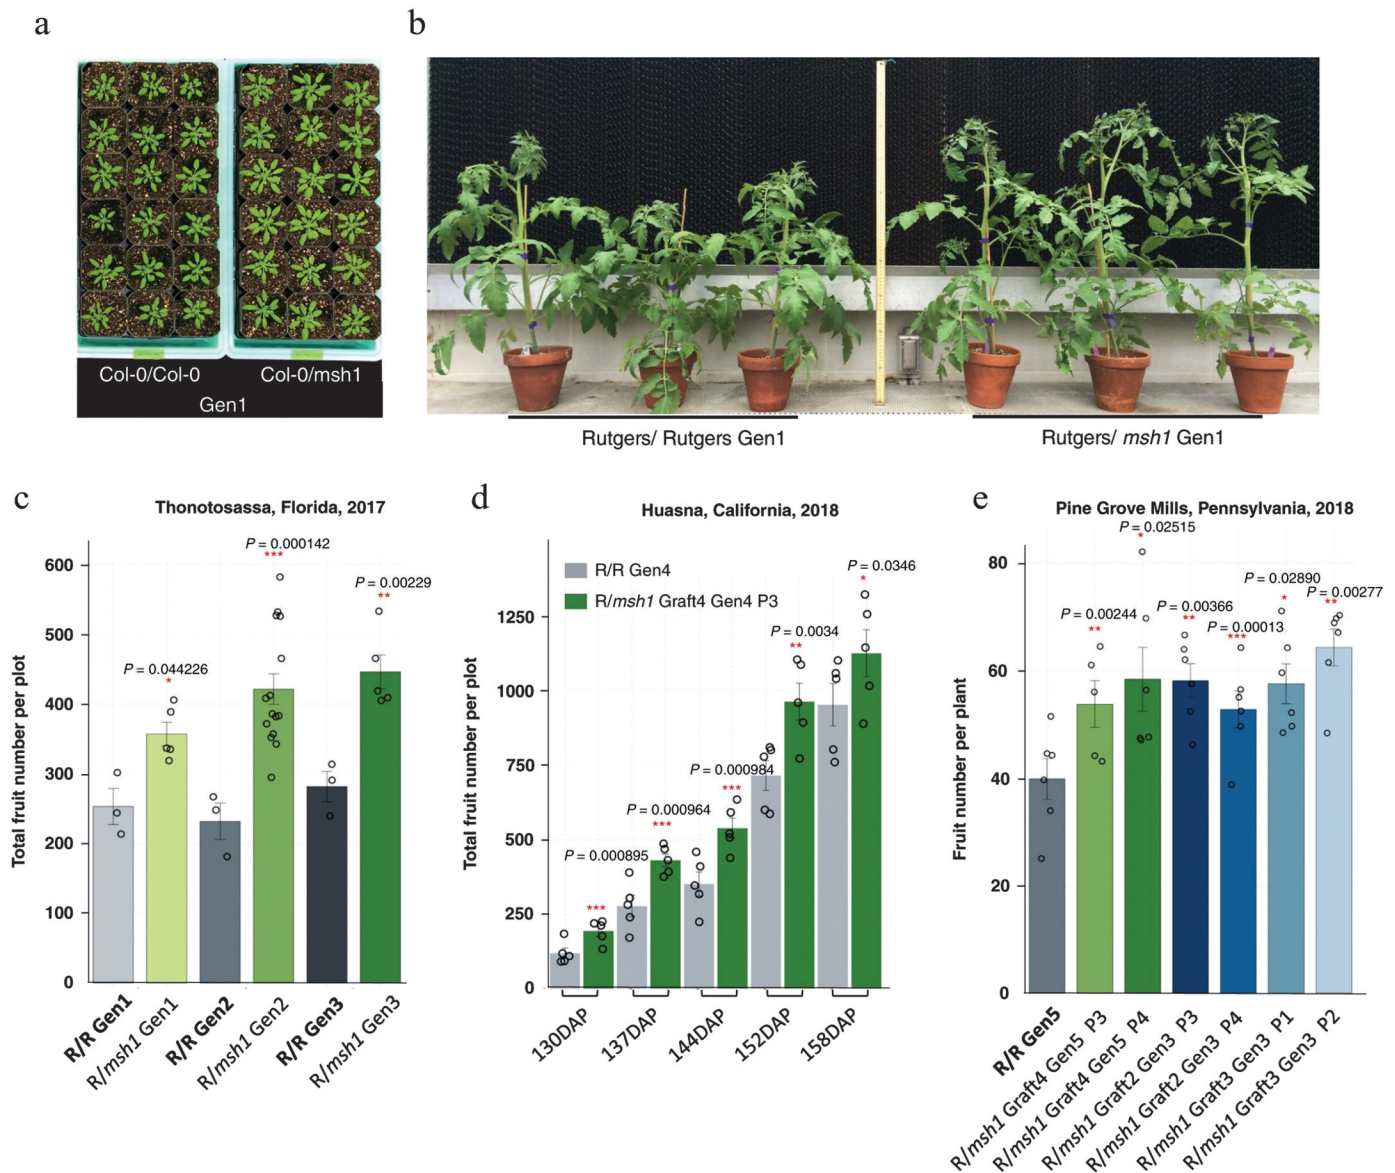 a
b
Col-0/Col-0
Col-0/msh1
Gen1
Rutgers/ Rutgers Gen1
Rutgers/ msh1 Gen1
c
Thonotosassa, Florida, 2017
Total fruit number per plot
600
500
400
300
200
100
0
P = 0.044226
*
P = 0.000142
***
P = 0.00229
**
R/R Gen1
R/msh1 Gen1
R/R Gen2
R/msh1 Gen2
R/R Gen3
R/msh1 Gen3
d
Huasna, California, 2018
R/R Gen4
R/msh1 Graft4 Gen4 P3
Total fruit number per plot
1250
1000
750
500
250
0
P = 0.000895
***
P = 0.000964
***
P = 0.000984
***
P = 0.0034
**
P = 0.0346
*
130DAP
137DAP
144DAP
152DAP
158DAP
e
Pine Grove Mills, Pennsylvania, 2018
Fruit number per plant
80
60
40
20
0
P = 0.00244
**
P = 0.02515
*
P = 0.00366
**
P = 0.00013
***
P = 0.02890
*
P = 0.00277
**
R/R Gen5
R/msh1 Graft4 Gen5 P3
R/msh1 Graft4 Gen5 P4
R/msh1 Graft2 Gen3 P3
R/msh1 Graft2 Gen3 P4
R/msh1 Graft3 Gen3 P1
R/msh1 Graft3 Gen3 P2